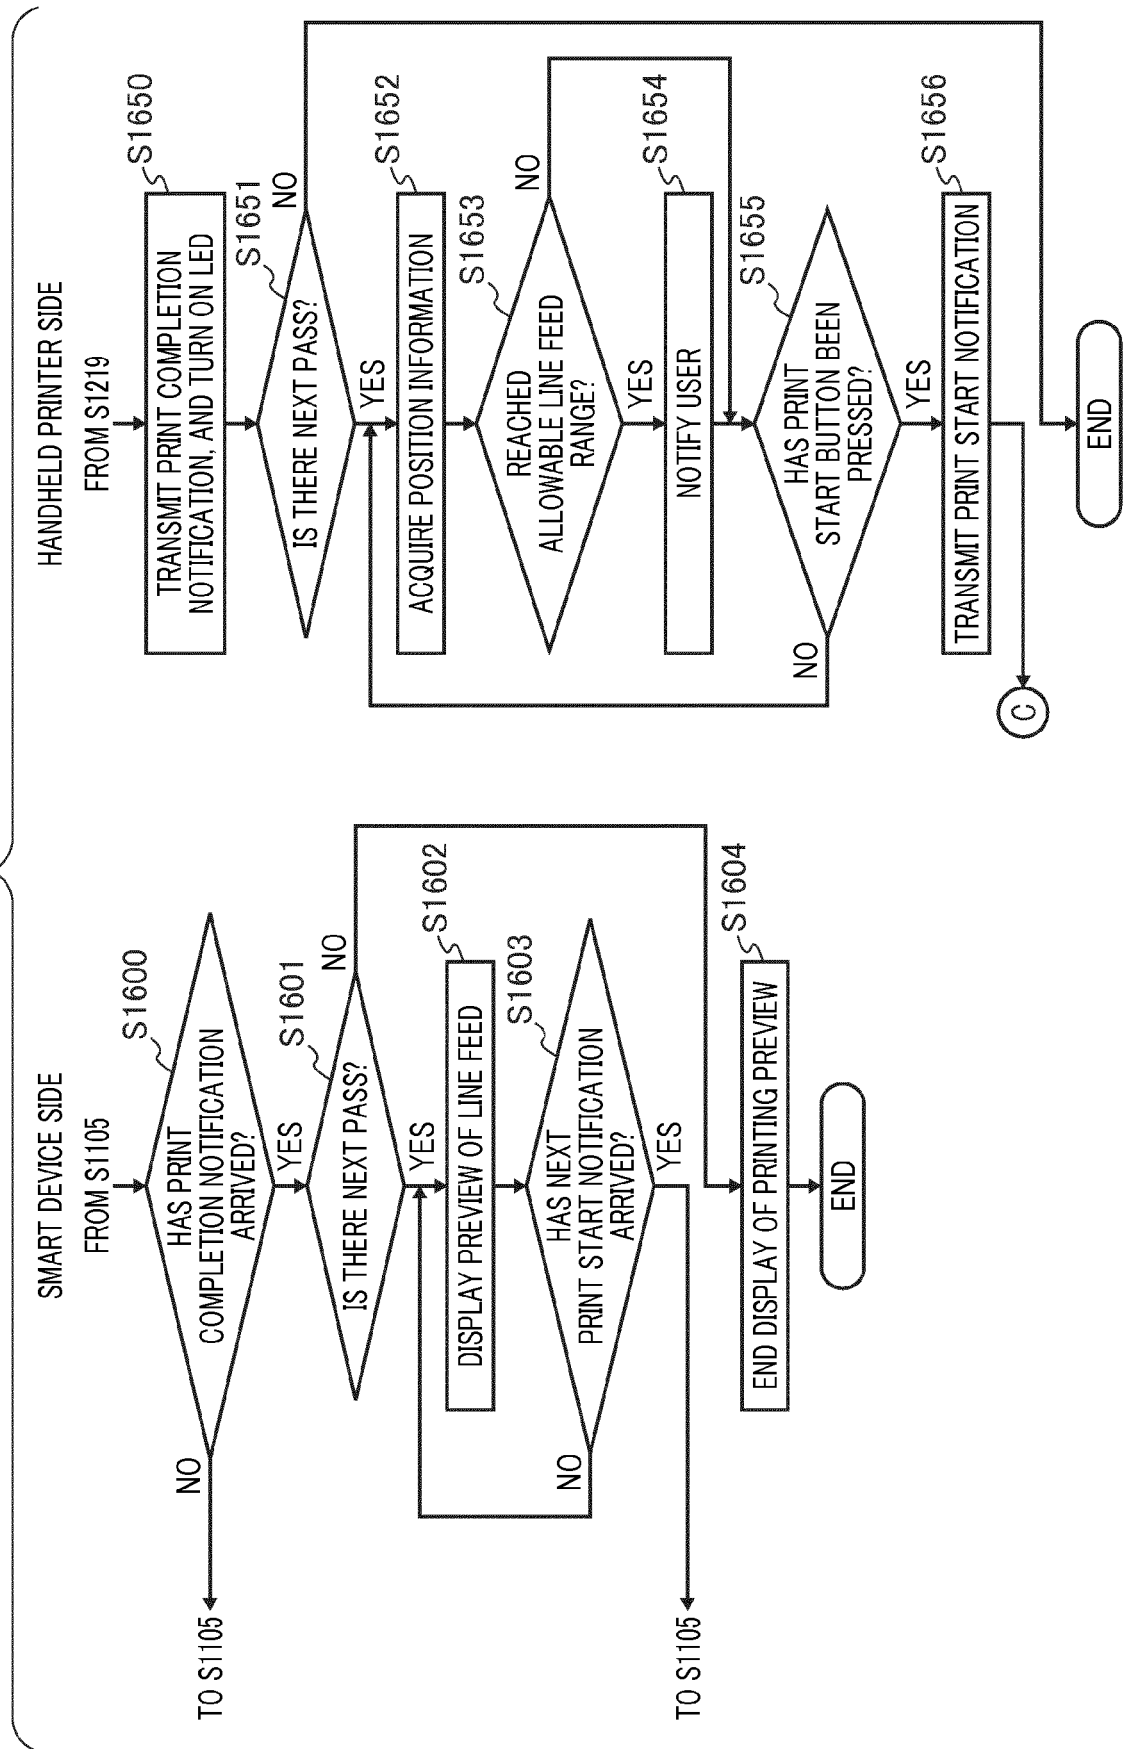 SMART DEVICE SIDE
FROM S1105
S1600
HAS PRINT
COMPLETION NOTIFICATION
ARRIVED?
NO
TO S1105
YES
S1601
IS THERE NEXT PASS?
NO
YES
S1602
DISPLAY PREVIEW OF LINE FEED
S1603
HAS NEXT
PRINT START NOTIFICATION
ARRIVED?
NO
YES
TO S1105
S1604
END DISPLAY OF PRINTING PREVIEW
END
HANDHELD PRINTER SIDE
FROM S1219
S1650
TRANSMIT PRINT COMPLETION
NOTIFICATION, AND TURN ON LED
S1651
IS THERE NEXT PASS?
NO
YES
S1652
ACQUIRE POSITION INFORMATION
S1653
REACHED
ALLOWABLE LINE FEED
RANGE?
NO
YES
S1654
NOTIFY USER
S1655
HAS PRINT
START BUTTON BEEN
PRESSED?
NO
YES
S1656
TRANSMIT PRINT START NOTIFICATION
C
END